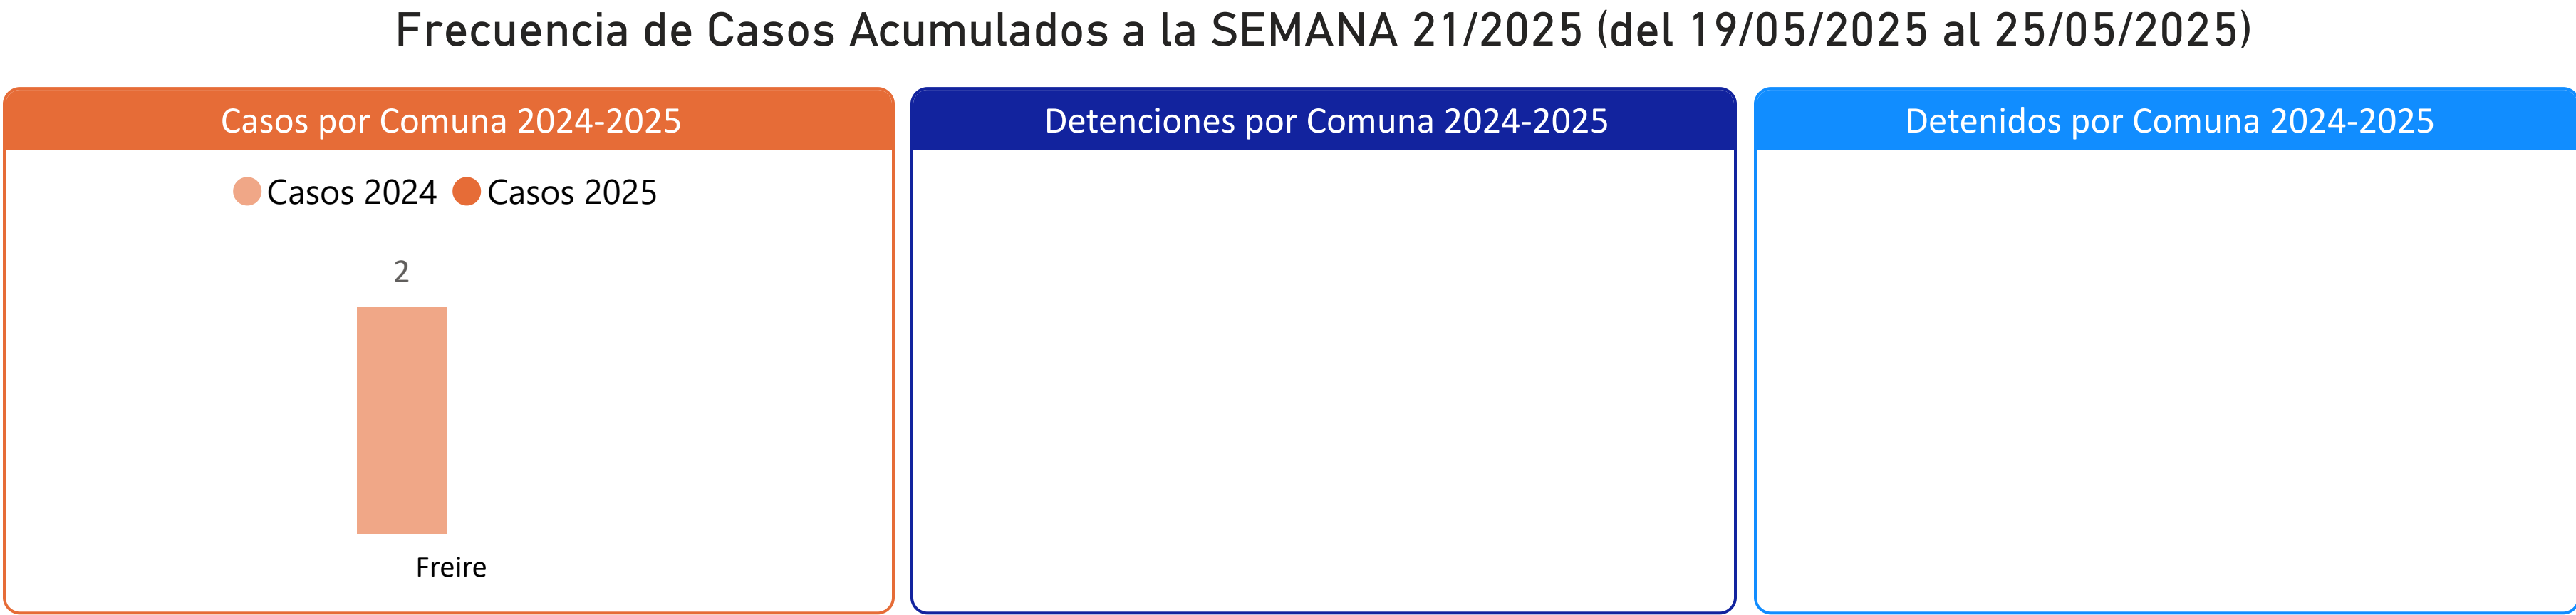 Frecuencia de Casos Acumulados a la SEMANA 21/2025 (del 19/05/2025 al 25/05/2025)
Casos por Comuna 2024-2025
Casos 2024 Casos 2025
2
Freire
Detenciones por Comuna 2024-2025
Detenidos por Comuna 2024-2025